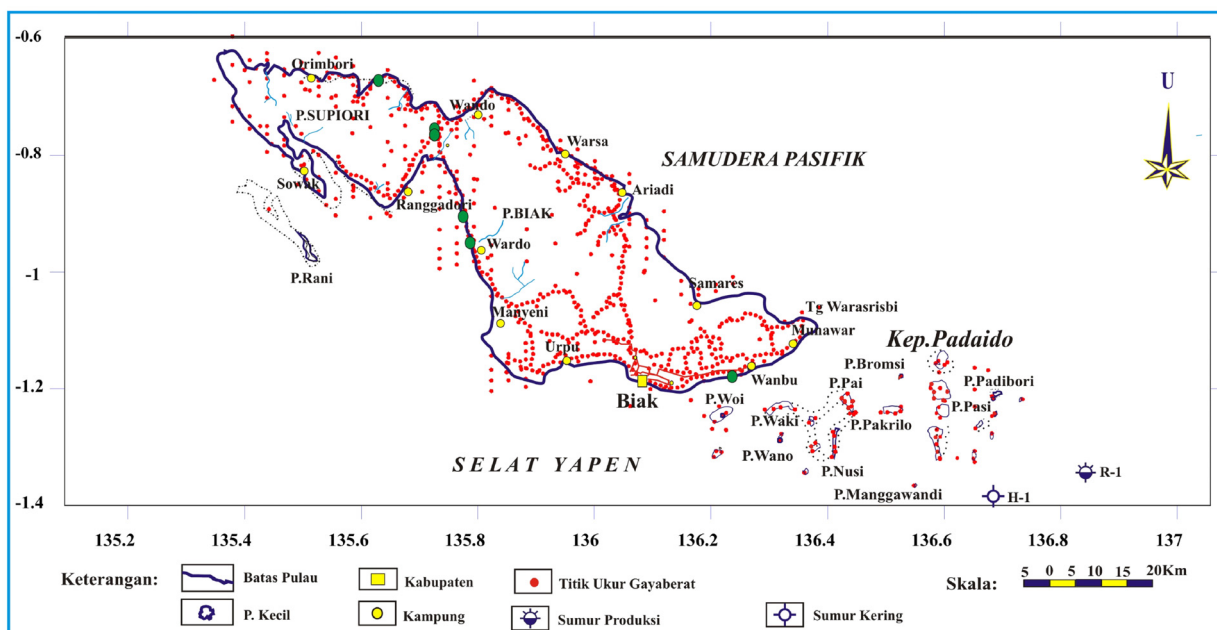 -0.6
U
Orimbori
P.SUPIORI
Wando
Warsa
SAMUDERA PASIFIK
-0.8
Sowak
Ranggadori
Ariadi
P.BIAK
Wardo
-1
P.Rani
Samares
Manyeni
Tg Warasrisbi
Munawar
Urpu
Kep.Padaido
Wanbu
P.Bromsi
P.Pai
P.Padibori
-1.2
Biak
P.Woi
P.Waki
P.Pakrilo
P.Pasi
P.Wano
SELAT YAPEN
P.Nusi
P.Manggawandi
R-1
H-1
-1.4
135.2 135.4 135.6 135.8 136 136.2 136.4 136.6 136.8 137
Keterangan: Batas Pulau Kabupaten Titik Ukur Gayaberat Skala: 5 0 5 10 15 20Km
P. Kecil Kampung Sumur Produksi Sumur Kering